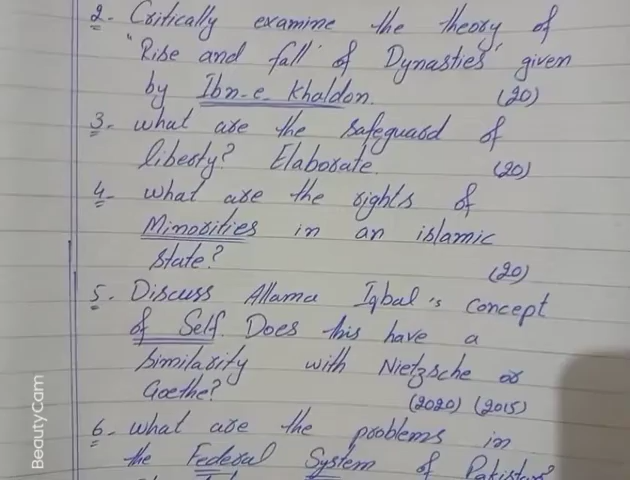 2- Critically examine the theory of
"Rise and fall of Dynasties" given
by Ibn-e-Khaldon. (20)
3- what are the safeguard of
liberty? Elaborate. (20)
4- what are the rights of
Minorities in an islamic
state? (20)
5. Discuss Allama Iqbal's concept
of Self. Does this have a
similarity with Nietzsche or
Goethe? (2020) (2015)
6- what are the problems in
the Federal System of Pakistan?
BeautyCam